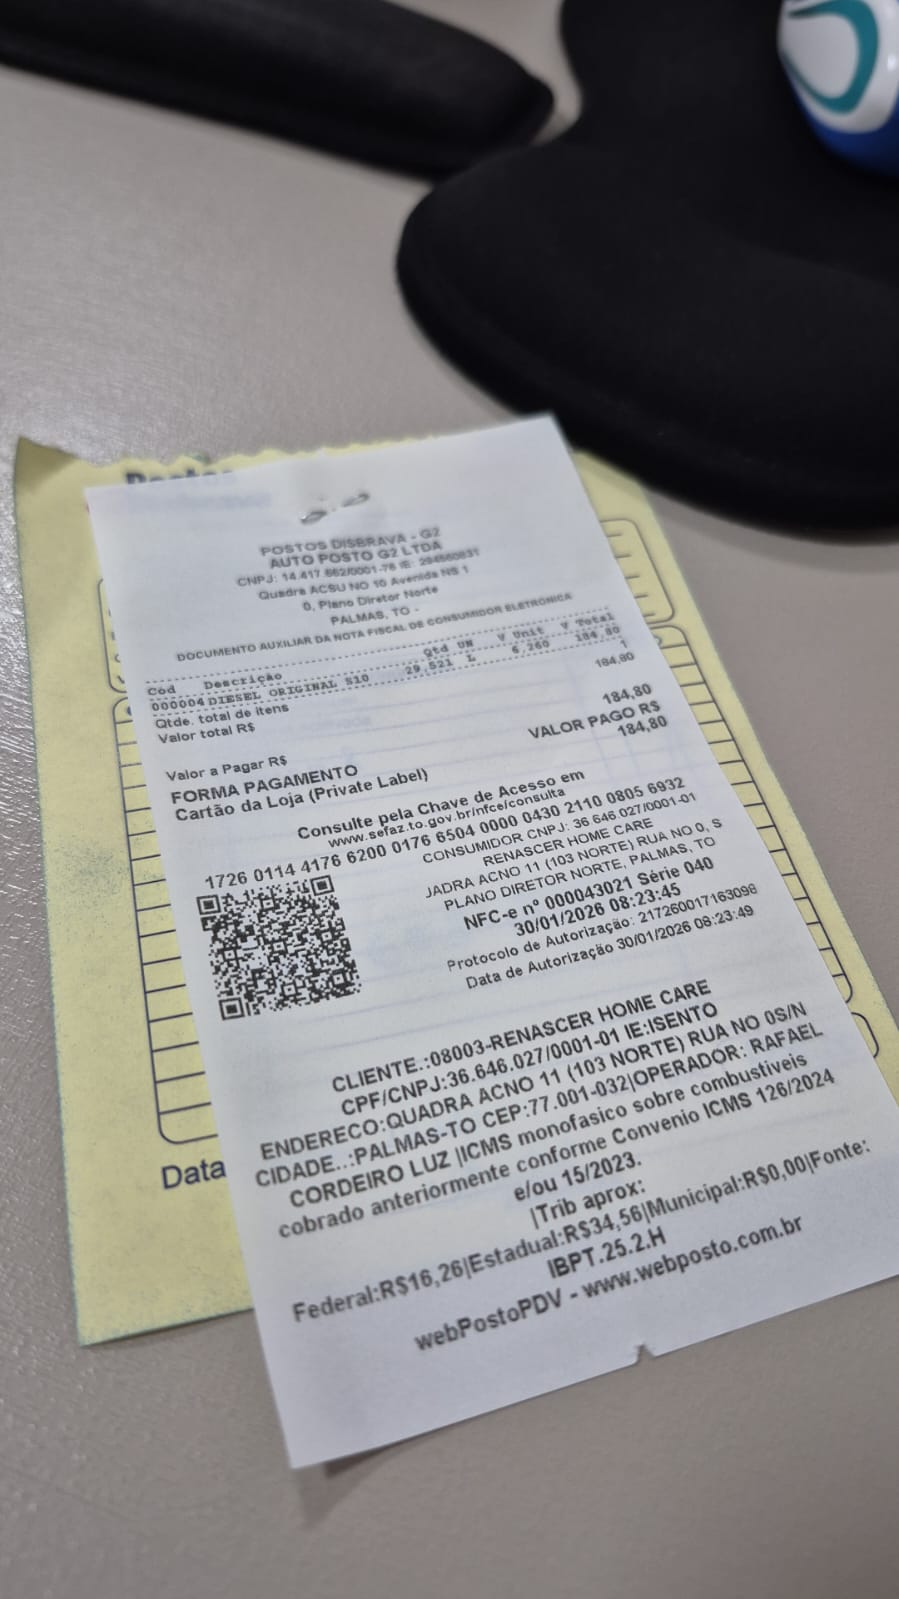 POSTOS DISBRAVA - G2
AUTO POSTO G2 LTDA
CNPJ: 14.417.662/0001-76 IE:
Quadra ACSU NO 10 Avenida NS 1
0, Plano Diretor Norte
PALMAS, TO -
DOCUMENTO AUXILIAR DA NOTA FISCAL DE CONSUMIDOR ELETRÔNICA
Cód Descrição Qtd UN V Unit V Total
000004 DIESEL ORIGINAL S10 29,521 L 6,260 184,80
Qtde. total de itens 1
Valor total R$ 184,80
Valor a Pagar R$ 184,80
FORMA PAGAMENTO VALOR PAGO R$
Cartão da Loja (Private Label) 184,80
Consulte pela Chave de Acesso em
www.sefaz.to.gov.br/nfce/consulta
1726 0114 4176 6200 0176 6504 0000 0430 2110 0805 6932
CONSUMIDOR CNPJ: 36.646.027/0001-01
RENASCER HOME CARE
JADRA ACNO 11 (103 NORTE) RUA NO 0, S
PLANO DIRETOR NORTE, PALMAS, TO
NFC-e nº 000043021 Série 040
30/01/2026 08:23:45
Protocolo de Autorização: 217260017163098
Data de Autorização 30/01/2026 08:23:49
CLIENTE.:08003-RENASCER HOME CARE
CPF/CNPJ:36.646.027/0001-01 IE:ISENTO
ENDERECO:QUADRA ACNO 11 (103 NORTE) RUA NO 0S/N
CIDADE..:PALMAS-TO CEP:77.001-032|OPERADOR: RAFAEL
CORDEIRO LUZ |ICMS monofasico sobre combustiveis
cobrado anteriormente conforme Convenio ICMS 126/2024
e/ou 15/2023.
|Trib aprox:
Federal:R$16,26|Estadual:R$34,56|Municipal:R$0,00|Fonte:
IBPT.25.2.H
webPostoPDV - www.webposto.com.br
Data